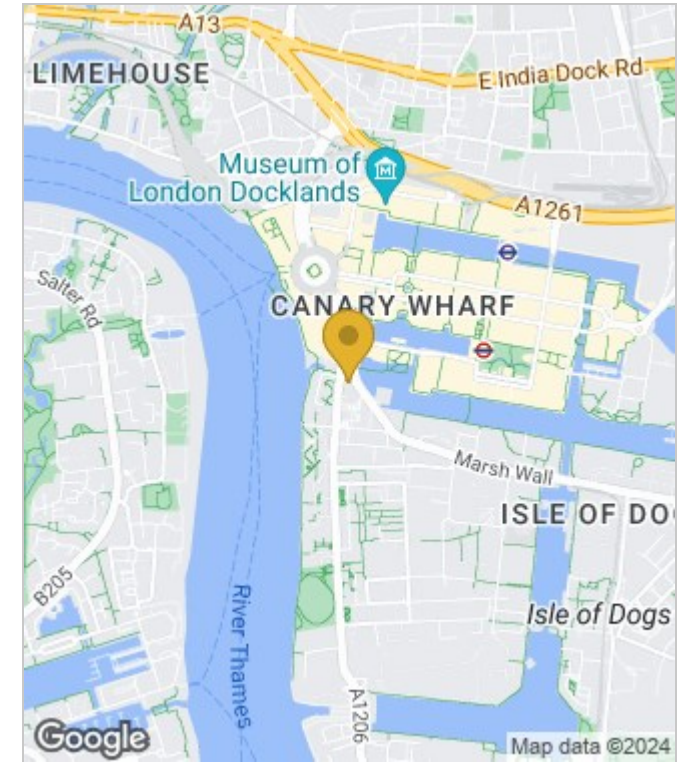 A13
LIMEHOUSE
E India Dock Rd
Museum of
London Docklands
A1261
Salter Rd
CANARY WHARF
Marsh Wall
ISLE OF DO
B205
River Thames
Isle of Dogs
A1206
Google
Map data ©2024